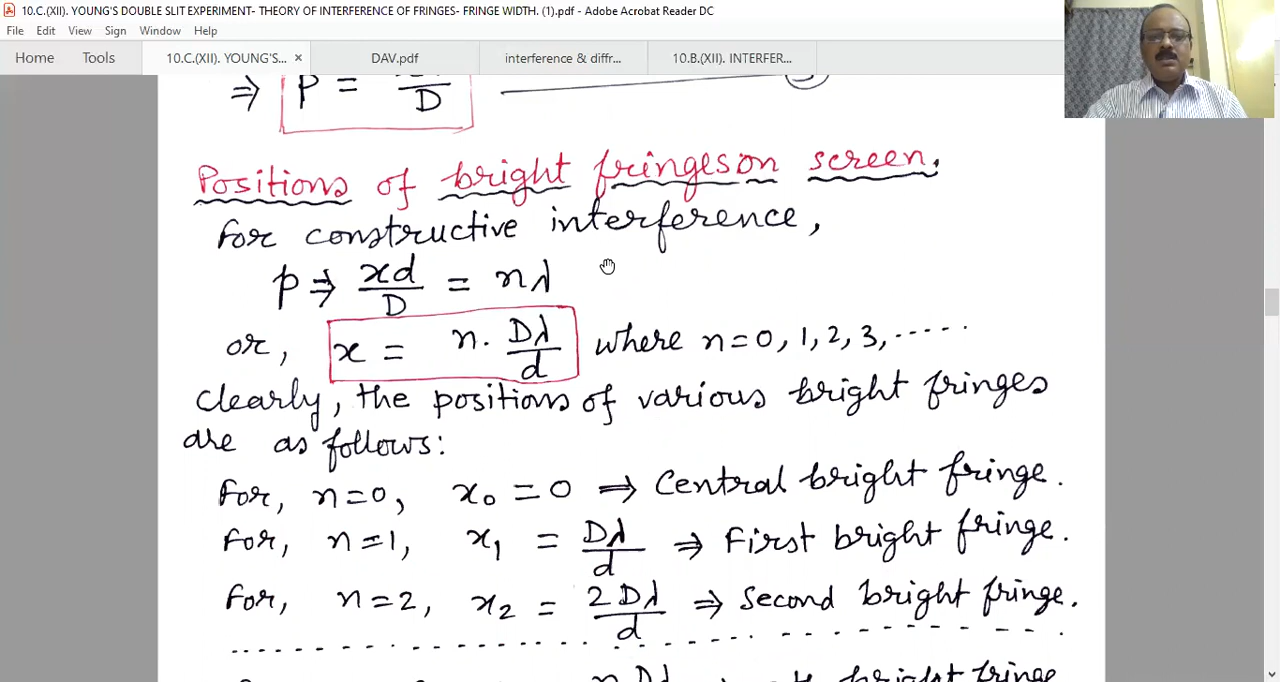 10.C.(XII). YOUNG'S DOUBLE SLIT EXPERIMENT- THEORY OF INTERFERENCE OF FRINGES- FRINGE WIDTH. (1).pdf - Adobe Acrobat Reader DC
File Edit View Sign Window Help
Home Tools 10.C.(XII). YOUNG'S... × DAV.pdf interference & diffr... 10.B.(XII). INTERFER...
⇒ p = /D
Positions of bright fringes on screen.
For constructive interference,
p ⇒ xd/D = nλ
or, x = n. Dλ/d where n=0, 1, 2, 3, .....
Clearly, the positions of various bright fringes
are as follows:
For, n=0, x₀ = 0 ⇒ Central bright fringe.
For, n=1, x₁ = Dλ/d ⇒ First bright fringe.
For, n=2, x₂ = 2Dλ/d ⇒ Second bright fringe.
nDλ bright fringe